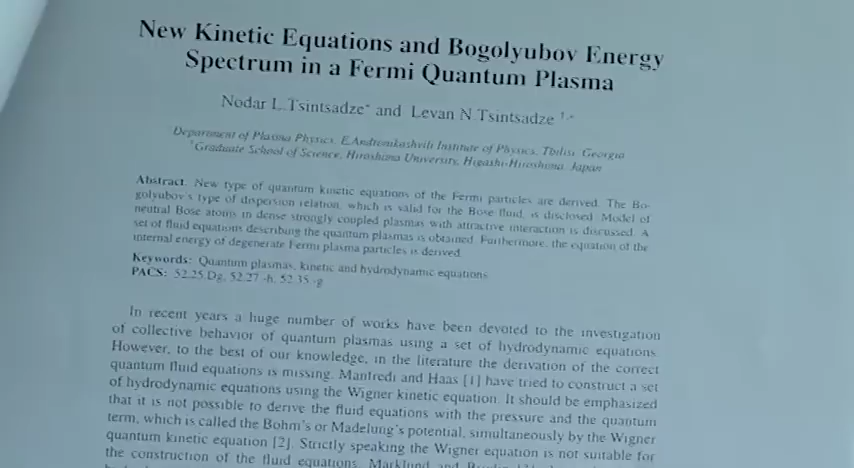 New Kinetic Equations and Bogolyubov Energy
Spectrum in a Fermi Quantum Plasma
Nodar L.Tsintsadze* and Levan N.Tsintsadze †,*
Department of Plasma Physics, E.Andronikashvili Institute of Physics, Tbilisi, Georgia
†Graduate School of Science, Hiroshima University, Higashi-Hiroshima, Japan
Abstract. New type of quantum kinetic equations of the Fermi particles are derived. The Bo-
golyubov's type of dispersion relation, which is valid for the Bose fluid, is disclosed. Model of
neutral Bose atoms in dense strongly coupled plasmas with attractive interaction is discussed. A
set of fluid equations describing the quantum plasmas is obtained. Furthermore, the equation of the
internal energy of degenerate Fermi plasma particles is derived.
Keywords: Quantum plasmas, kinetic and hydrodynamic equations
PACS: 52.25.Dg, 52.27.-h, 52.35.-g
In recent years a huge number of works have been devoted to the investigation
of collective behavior of quantum plasmas using a set of hydrodynamic equations.
However, to the best of our knowledge, in the literature the derivation of the correct
quantum fluid equations is missing. Manfredi and Haas [1] have tried to construct a set
of hydrodynamic equations using the Wigner kinetic equation. It should be emphasized
that it is not possible to derive the fluid equations with the pressure and the quantum
term, which is called the Bohm's or Madelung's potential, simultaneously by the Wigner
quantum kinetic equation [2]. Strictly speaking the Wigner equation is not suitable for
the construction of the fluid equations. Marklund and